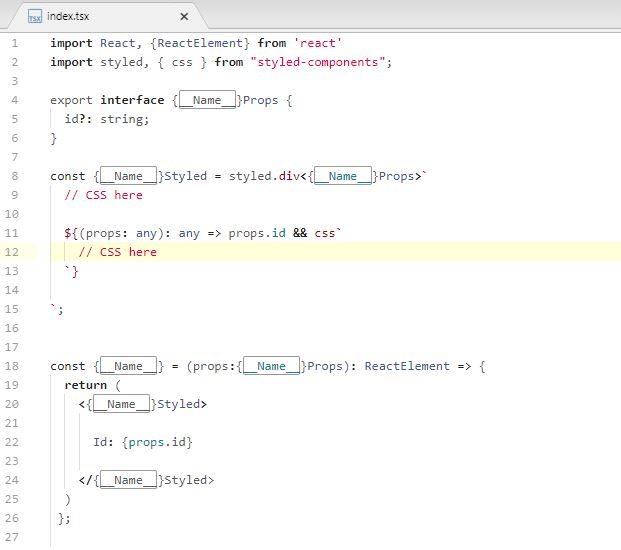 TSX index.tsx ×
1 import React, {ReactElement} from 'react'
2 import styled, { css } from "styled-components";
3
4 export interface {__Name__}Props {
5 id?: string;
6 }
7
8 const {__Name__}Styled = styled.div<{__Name__}Props>`
9 // CSS here
10
11 ${(props: any): any => props.id && css`
12 // CSS here
13 `}
14
15 `;
16
17
18 const {__Name__} = (props:{__Name__}Props): ReactElement => {
19 return (
20 <{__Name__}Styled>
21
22 Id: {props.id}
23
24 </{__Name__}Styled>
25 )
26 };
27